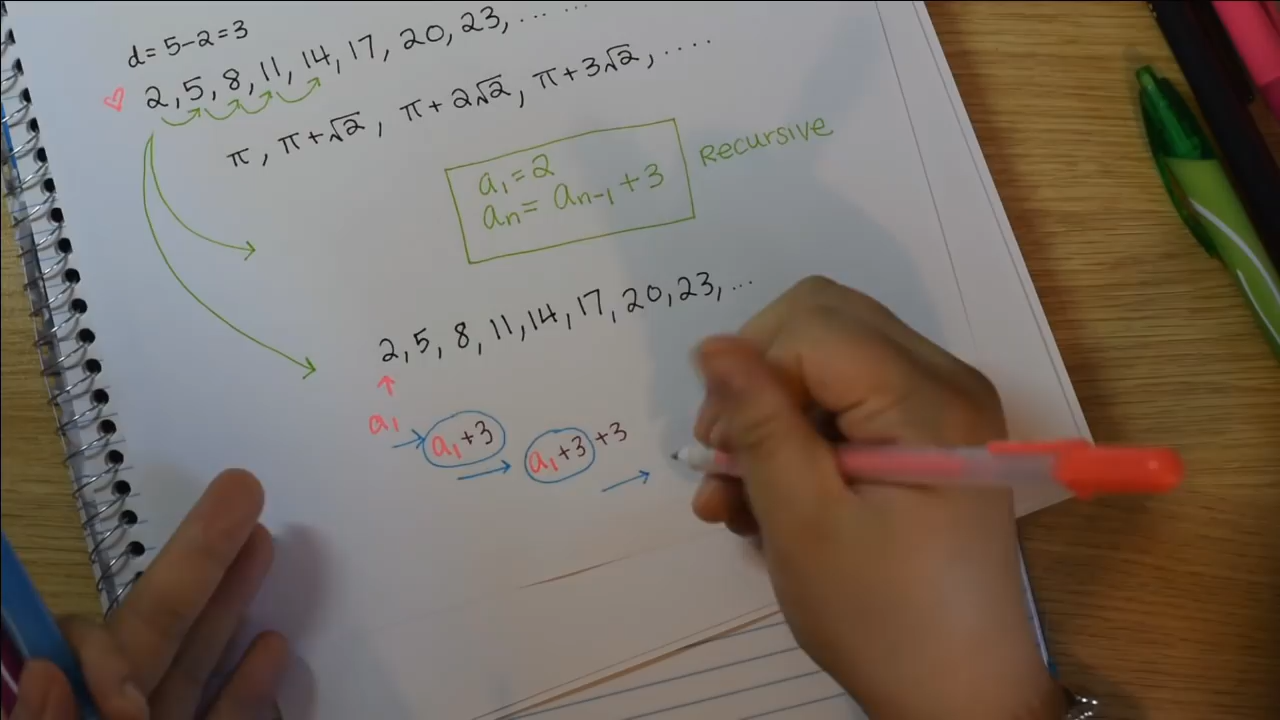 d = 5-2 = 3
2, 5, 8, 11, 14, 17, 20, 23, ... ...
π, π+√2, π+2√2, π+3√2, ....
a₁ = 2
aₙ = aₙ₋₁ + 3
Recursive
2, 5, 8, 11, 14, 17, 20, 23, ...
a₁
a₁+3
a₁+3 +3